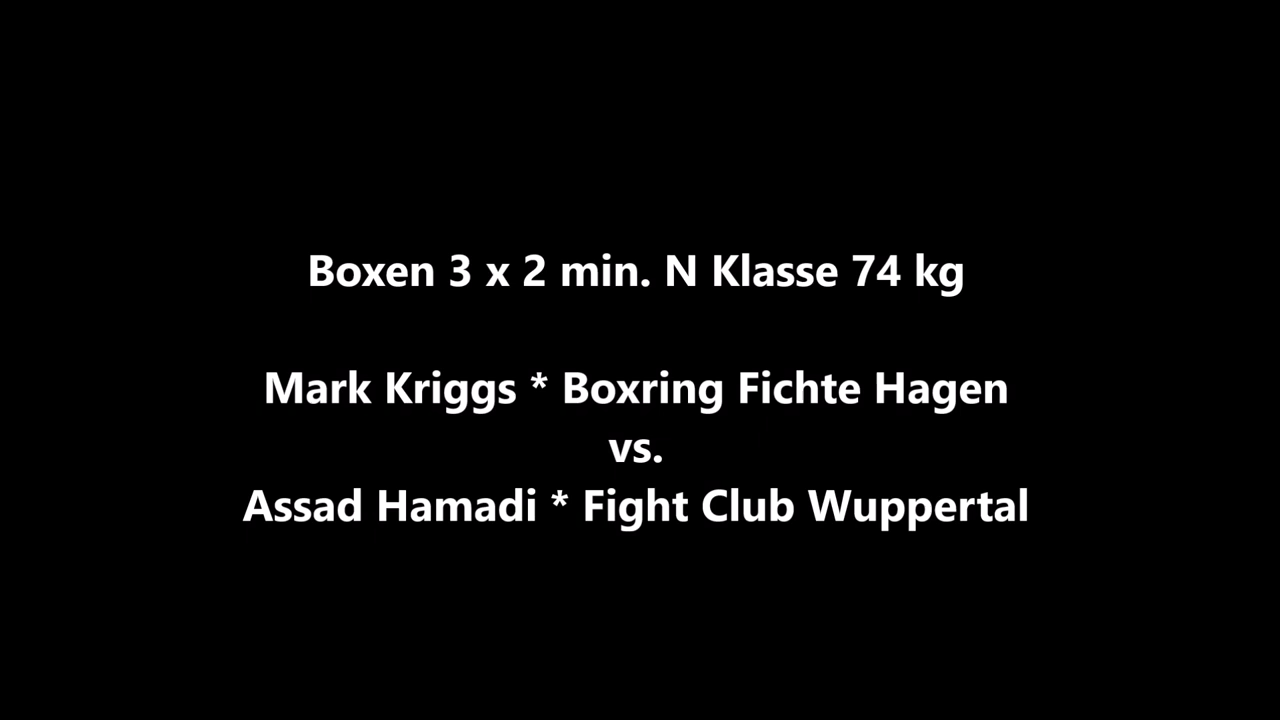 Boxen 3 x 2 min. N Klasse 74 kg
Mark Kriggs * Boxring Fichte Hagen
vs.
Assad Hamadi * Fight Club Wuppertal